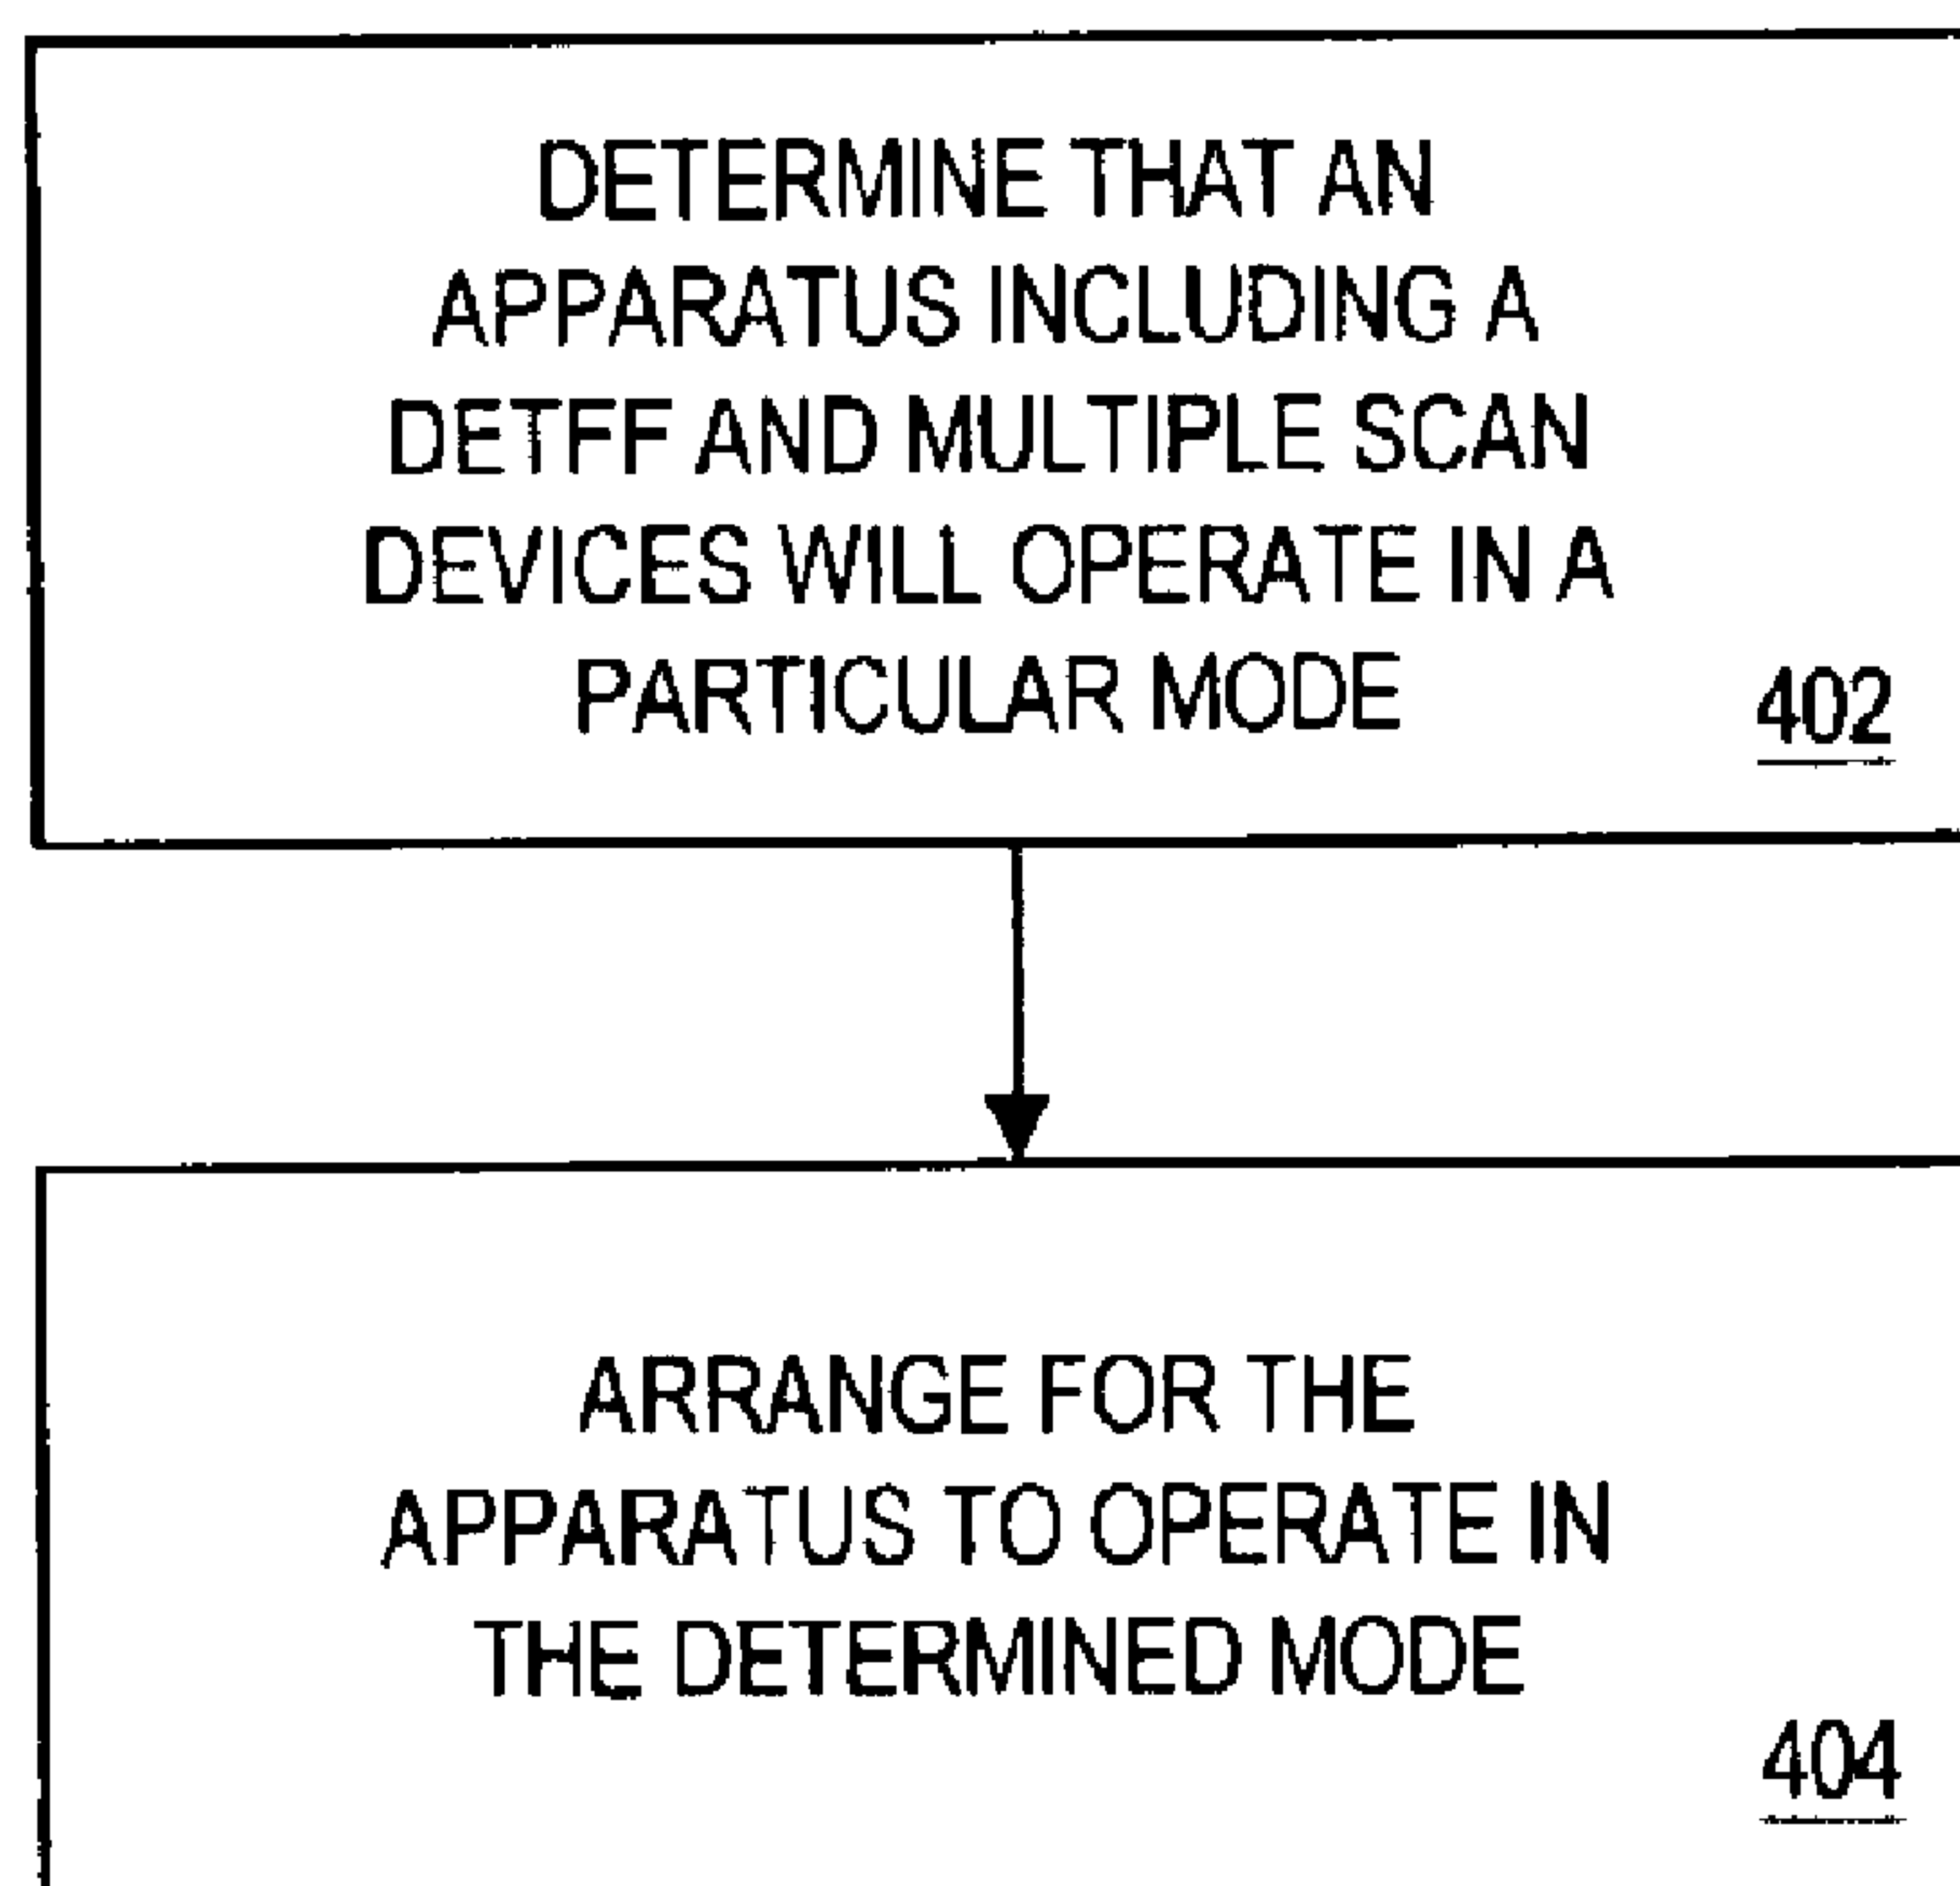 DETERMINE THAT AN
APPARATUS INCLUDING A
DETFF AND MULTIPLE SCAN
DEVICES WILL OPERATE IN A
PARTICULAR MODE
402
ARRANGE FOR THE
APPARATUS TO OPERATE IN
THE DETERMINED MODE
404